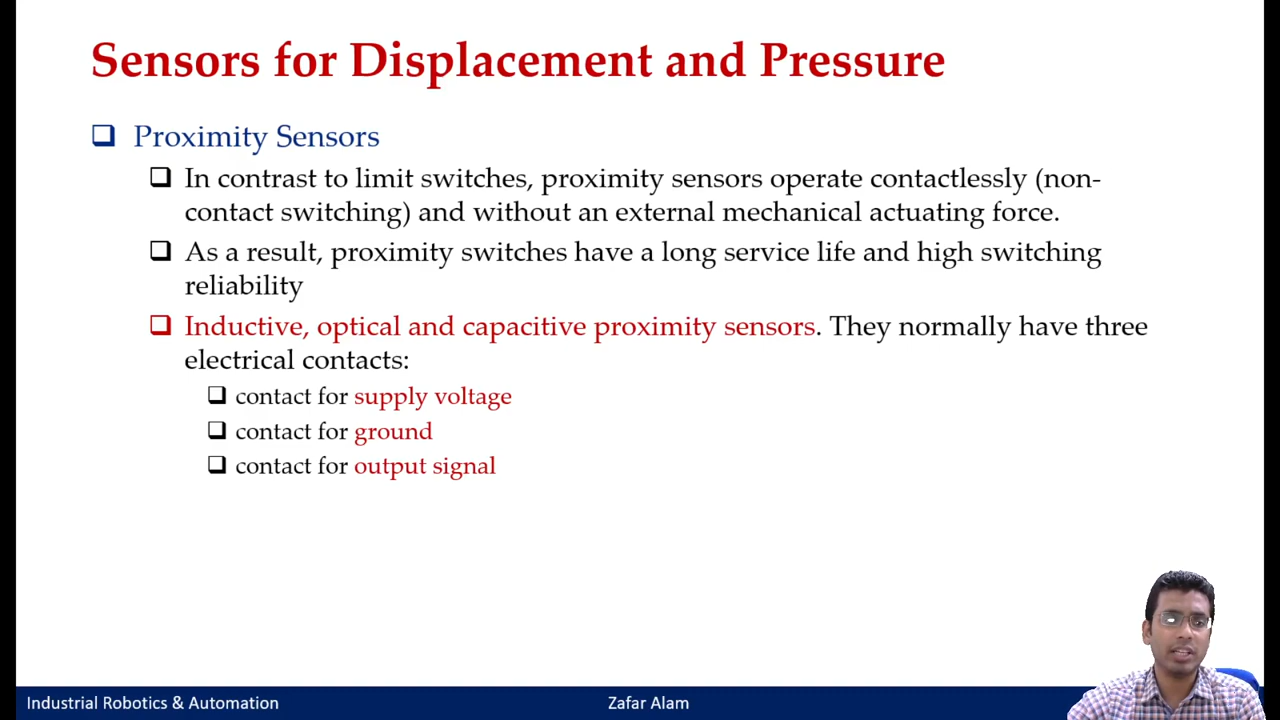 Sensors for Displacement and Pressure
Proximity Sensors
In contrast to limit switches, proximity sensors operate contactlessly (non-
contact switching) and without an external mechanical actuating force.
As a result, proximity switches have a long service life and high switching
reliability
Inductive, optical and capacitive proximity sensors. They normally have three
electrical contacts:
contact for supply voltage
contact for ground
contact for output signal
Industrial Robotics & Automation
Zafar Alam